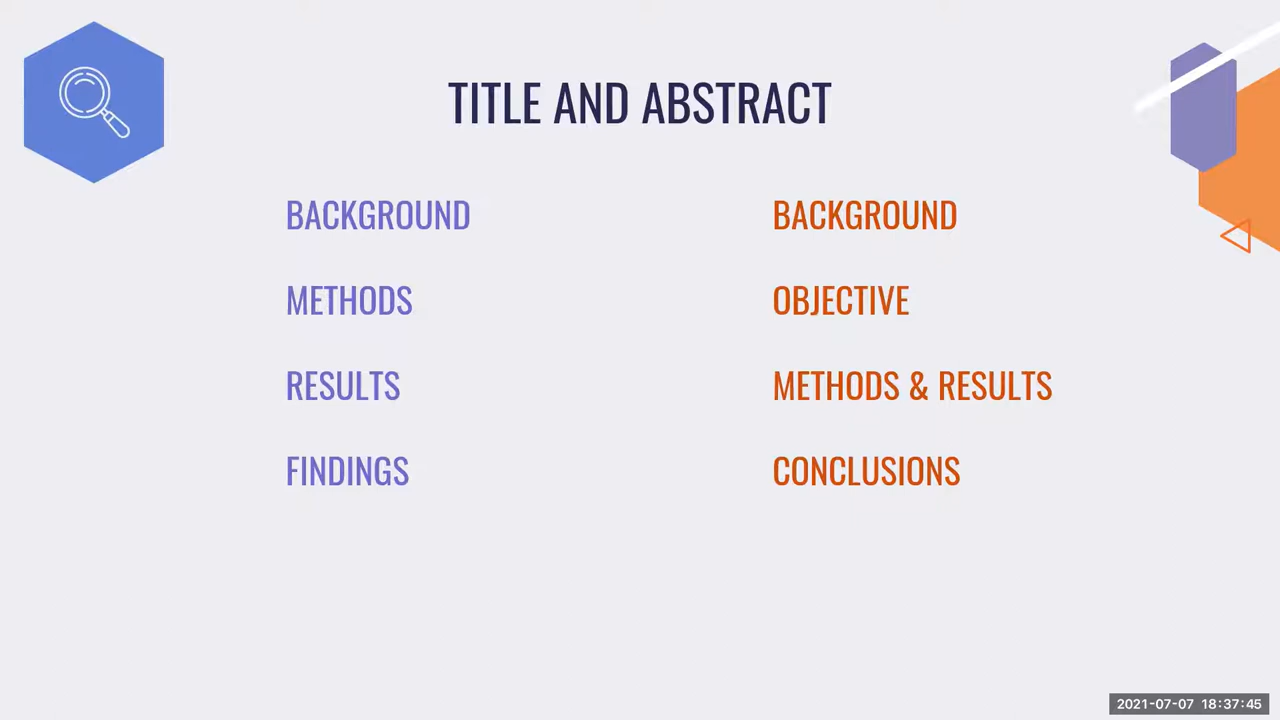 TITLE AND ABSTRACT
BACKGROUND
METHODS
RESULTS
FINDINGS
BACKGROUND
OBJECTIVE
METHODS & RESULTS
CONCLUSIONS
2021-07-07 18:37:45